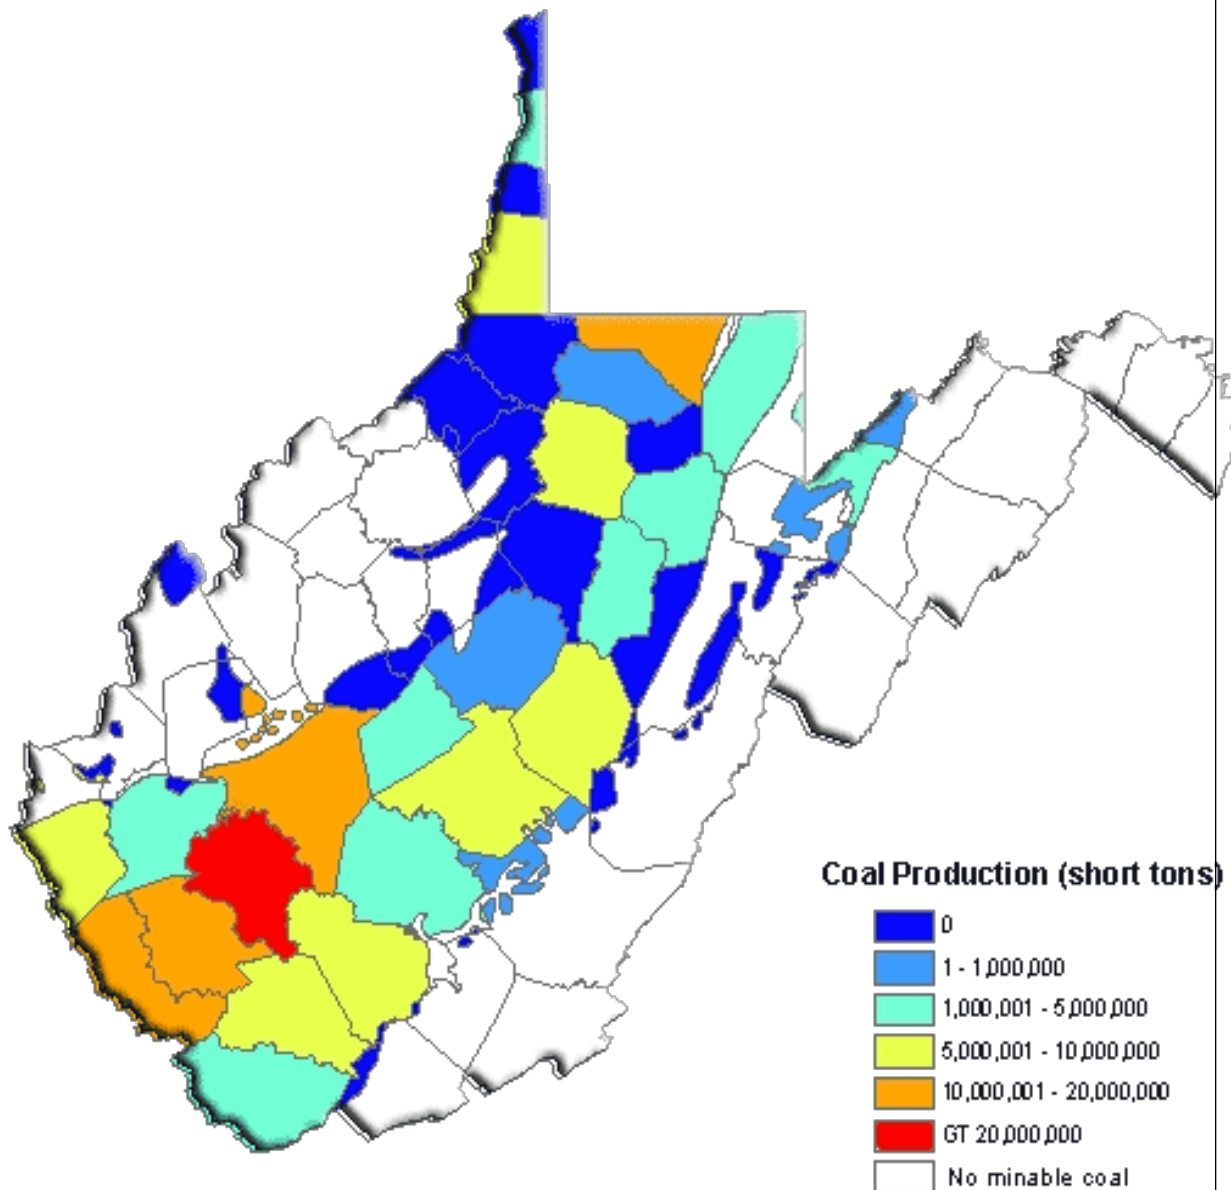 Coal Production (short tons)
0
1 - 1,000,000
1,000,001 - 5,000,000
5,000,001 - 10,000,000
10,000,001 - 20,000,000
GT 20,000,000
No minable coal